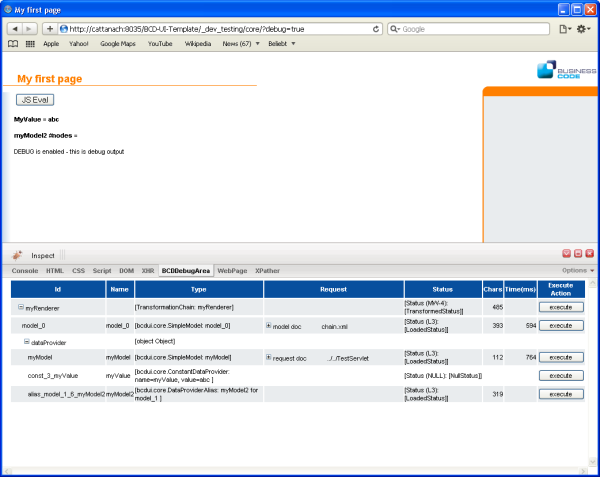 My first page
http://cattanach:8035/BCD-UI-Template/_dev_testing/core/?debug=true
Google
Apple Yahoo! Google Maps YouTube Wikipedia News (67) Beliebt
BUSINESS
CODE
My first page
JS Eval
MyValue = abc
myModel2 #nodes =
DEBUG is enabled - this is debug output
Inspect
Console HTML CSS Script DOM XHR BCDDebugArea WebPage XPather Options
Id Name Type Request Status Chars Time(ms) Execute Action
myRenderer [TransformationChain: myRenderer] [Status (MW-4): [TransformedStatus]] 485 execute
model_0 model_0 [bcdui.core.SimpleModel: model_0] model doc chain.xml [Status (L3): [LoadedStatus]] 393 594 execute
dataProvider [object Object]
myModel myModel [bcdui.core.SimpleModel: myModel] request doc ../../TestServlet [Status (L3): [LoadedStatus]] 112 764 execute
const_3_myValue myValue [bcdui.core.ConstantDataProvider: name=myValue, value=abc ] [Status (NULL): [NullStatus]] execute
alias_model_1_6_myModel2 myModel2 [bcdui.core.DataProviderAlias: myModel2 for model_1 ] [Status (L3): [LoadedStatus]] 319 execute